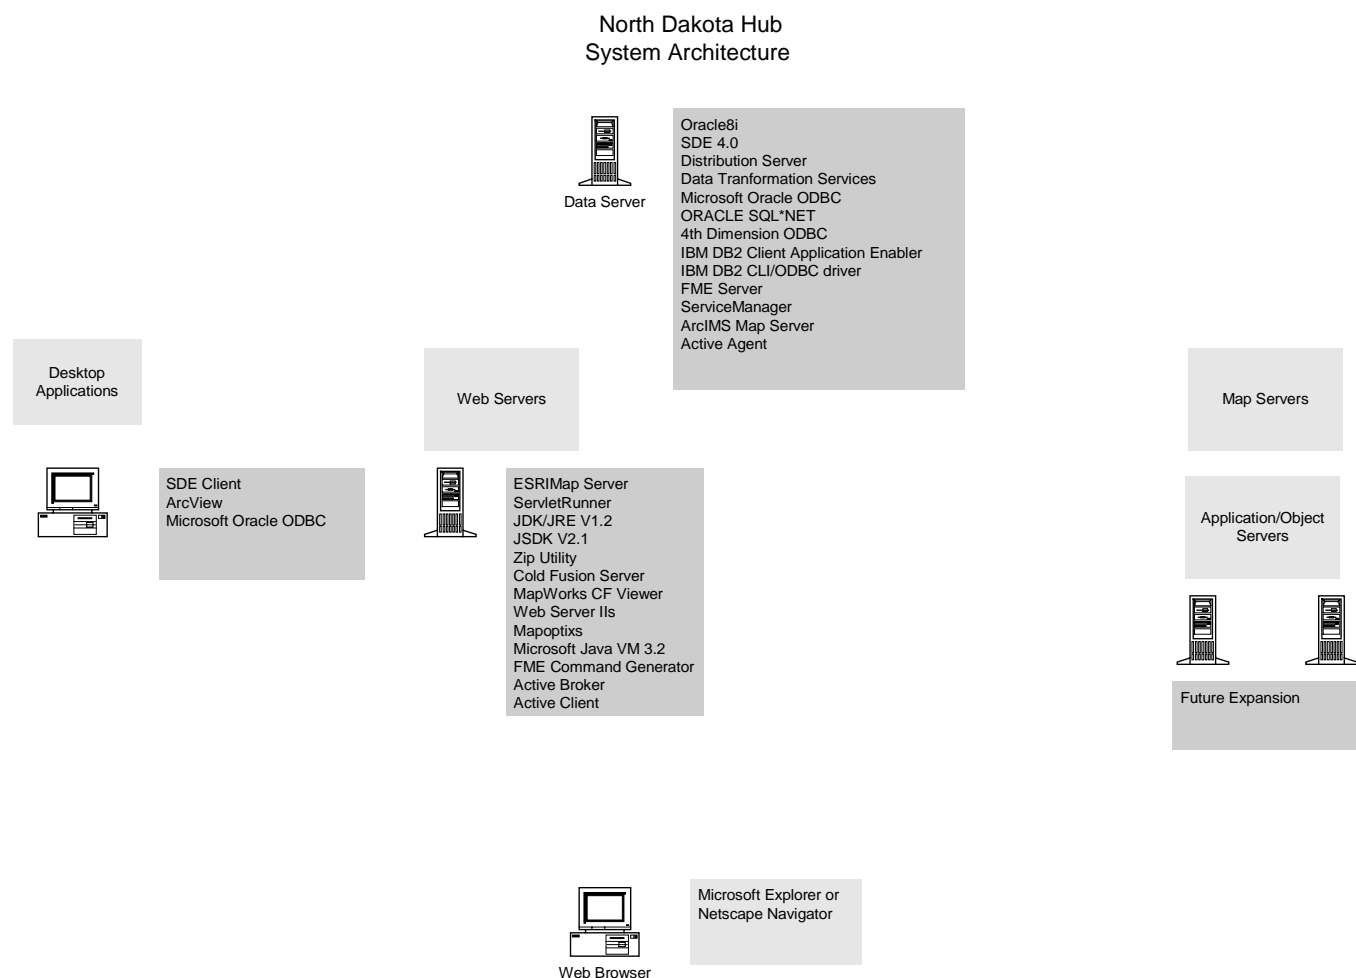 North Dakota Hub
System Architecture
Data Server
Oracle8i
SDE 4.0
Distribution Server
Data Tranformation Services
Microsoft Oracle ODBC
ORACLE SQL*NET
4th Dimension ODBC
IBM DB2 Client Application Enabler
IBM DB2 CLI/ODBC driver
FME Server
ServiceManager
ArcIMS Map Server
Active Agent
Desktop
Applications
Web Servers
Map Servers
SDE Client
ArcView
Microsoft Oracle ODBC
ESRIMap Server
ServletRunner
JDK/JRE V1.2
JSDK V2.1
Zip Utility
Cold Fusion Server
MapWorks CF Viewer
Web Server IIs
Mapoptixs
Microsoft Java VM 3.2
FME Command Generator
Active Broker
Active Client
Application/Object
Servers
Future Expansion
Microsoft Explorer or
Netscape Navigator
Web Browser